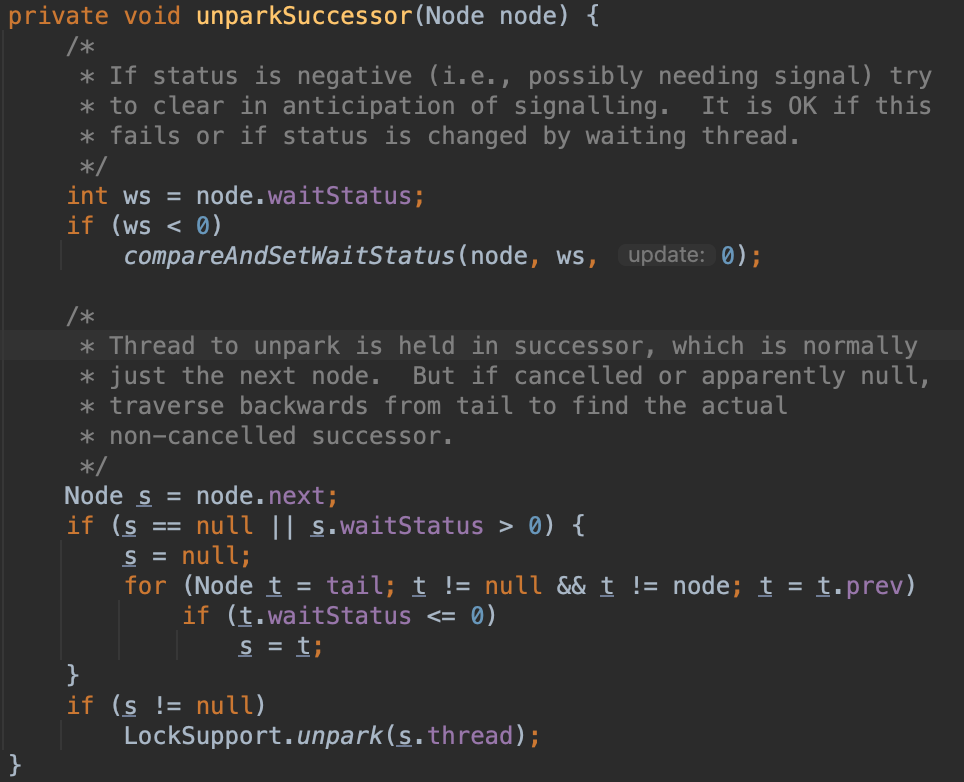 private void unparkSuccessor(Node node) {
    /*
     * If status is negative (i.e., possibly needing signal) try
     * to clear in anticipation of signalling.  It is OK if this
     * fails or if status is changed by waiting thread.
     */
    int ws = node.waitStatus;
    if (ws < 0)
        compareAndSetWaitStatus(node, ws, update: 0);

    /*
     * Thread to unpark is held in successor, which is normally
     * just the next node.  But if cancelled or apparently null,
     * traverse backwards from tail to find the actual
     * non-cancelled successor.
     */
    Node s = node.next;
    if (s == null || s.waitStatus > 0) {
        s = null;
        for (Node t = tail; t != null && t != node; t = t.prev)
            if (t.waitStatus <= 0)
                s = t;
    }
    if (s != null)
        LockSupport.unpark(s.thread);
}